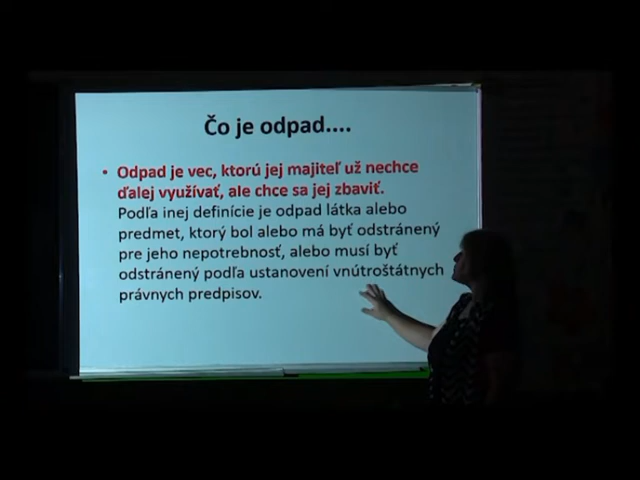 Čo je odpad....
• Odpad je vec, ktorú jej majiteľ už nechce
ďalej využívať, ale chce sa jej zbaviť.
Podľa inej definície je odpad látka alebo
predmet, ktorý bol alebo má byť odstránený
pre jeho nepotrebnosť, alebo musí byť
odstránený podľa ustanovení vnútroštátnych
právnych predpisov.